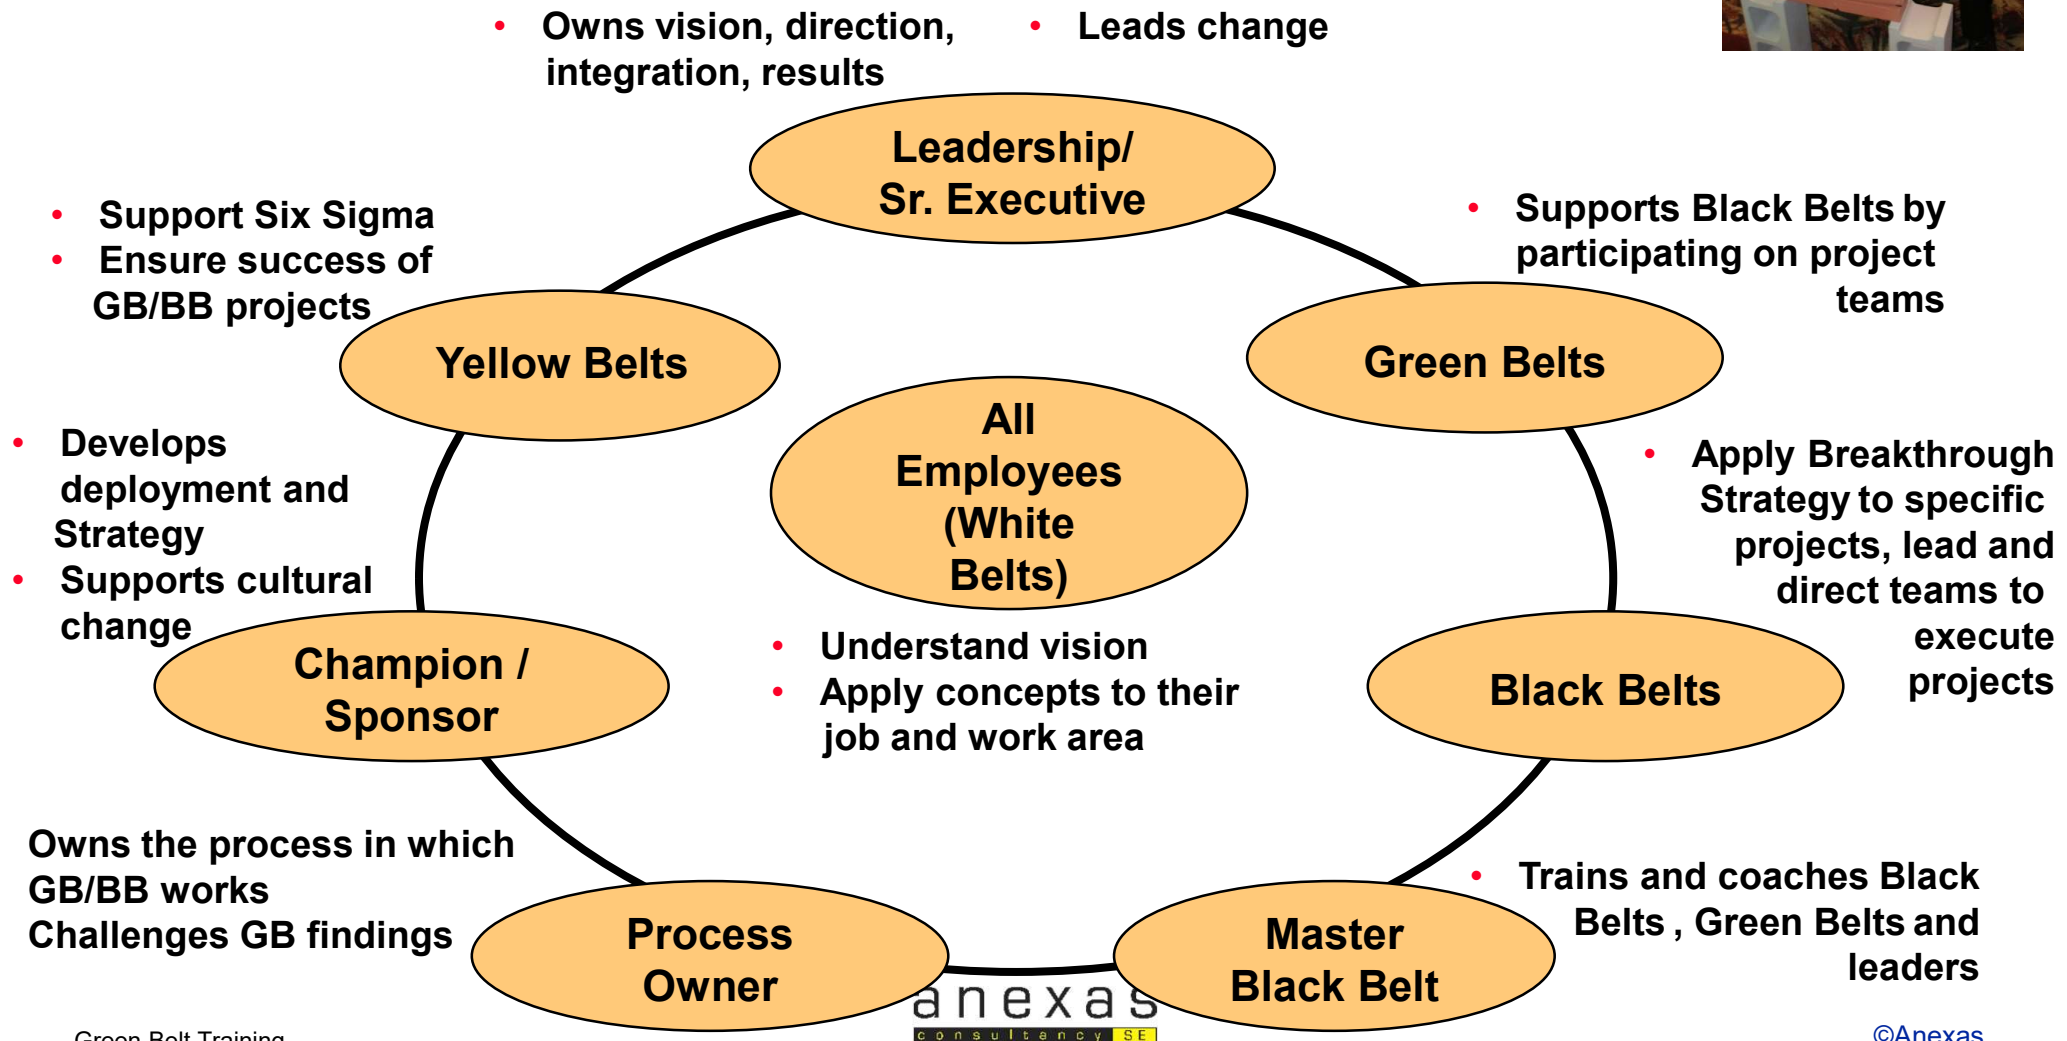 • Owns vision, direction,
integration, results
• Leads change
Leadership/
Sr. Executive
• Support Six Sigma
• Ensure success of
GB/BB projects
• Supports Black Belts by
participating on project
teams
Yellow Belts
Green Belts
All
Employees
(White
Belts)
• Develops
deployment and
Strategy
• Supports cultural
change
• Apply Breakthrough
Strategy to specific
projects, lead and
direct teams to
execute
projects
Champion /
Sponsor
• Understand vision
• Apply concepts to their
job and work area
Black Belts
Owns the process in which
GB/BB works
Challenges GB findings
• Trains and coaches Black
Belts , Green Belts and
leaders
Process
Owner
Master
Black Belt
anexas
consultancy SE
Green Belt Training
©Anexas